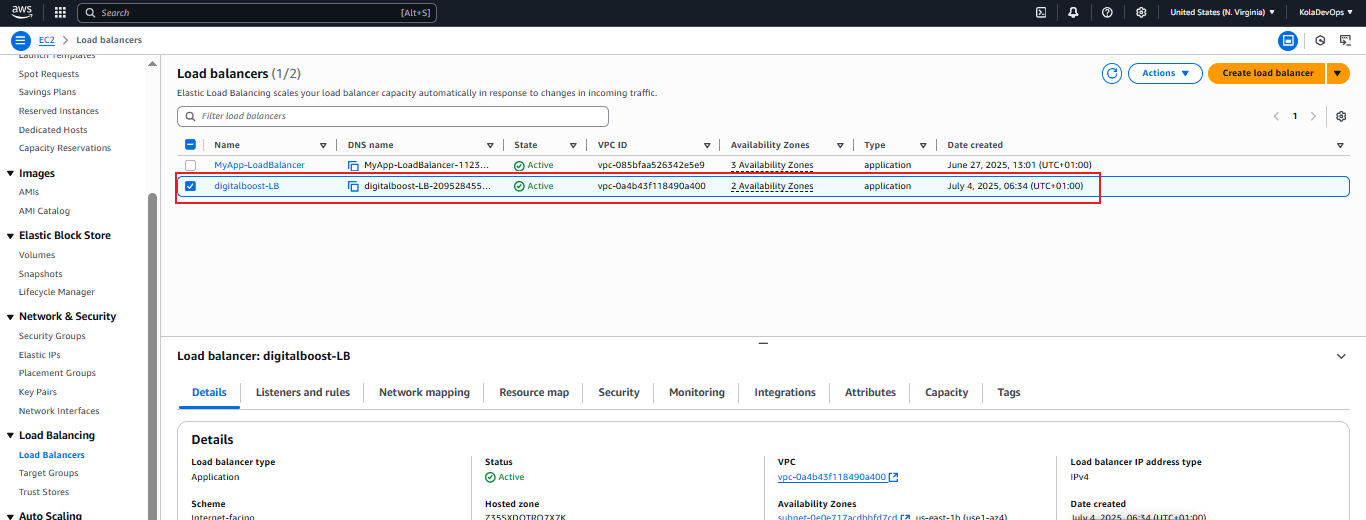 aws Search [Alt+S] United States (N. Virginia) KolaDevOps
EC2 Load balancers
Launch Templates
Spot Requests
Savings Plans
Reserved Instances
Dedicated Hosts
Capacity Reservations
Images
AMIs
AMI Catalog
Elastic Block Store
Volumes
Snapshots
Lifecycle Manager
Network & Security
Security Groups
Elastic IPs
Placement Groups
Key Pairs
Network Interfaces
Load Balancing
Load Balancers
Target Groups
Trust Stores
Auto Scaling
Load balancers (1/2)
Actions Create load balancer
Elastic Load Balancing scales your load balancer capacity automatically in response to changes in incoming traffic.
Filter load balancers 1
Name DNS name State VPC ID Availability Zones Type Date created
MyApp-LoadBalancer MyApp-LoadBalancer-1123... Active vpc-085bfaa526342e5e9 3 Availability Zones application June 27, 2025, 13:01 (UTC+01:00)
digitalboost-LB digitalboost-LB-209528455... Active vpc-0a4b43f118490a400 2 Availability Zones application July 4, 2025, 06:34 (UTC+01:00)
Load balancer: digitalboost-LB
Details Listeners and rules Network mapping Resource map Security Monitoring Integrations Attributes Capacity Tags
Details
Load balancer type Status VPC Load balancer IP address type
Application Active vpc-0a4b43f118490a400 IPv4
Scheme Hosted zone Availability Zones Date created
Internet-facing Z35SXDOTRQ7X7K subnet-0e0e717acdbbfd7cd us-east-1b (use1-az4) July 4, 2025, 06:34 (UTC+01:00)